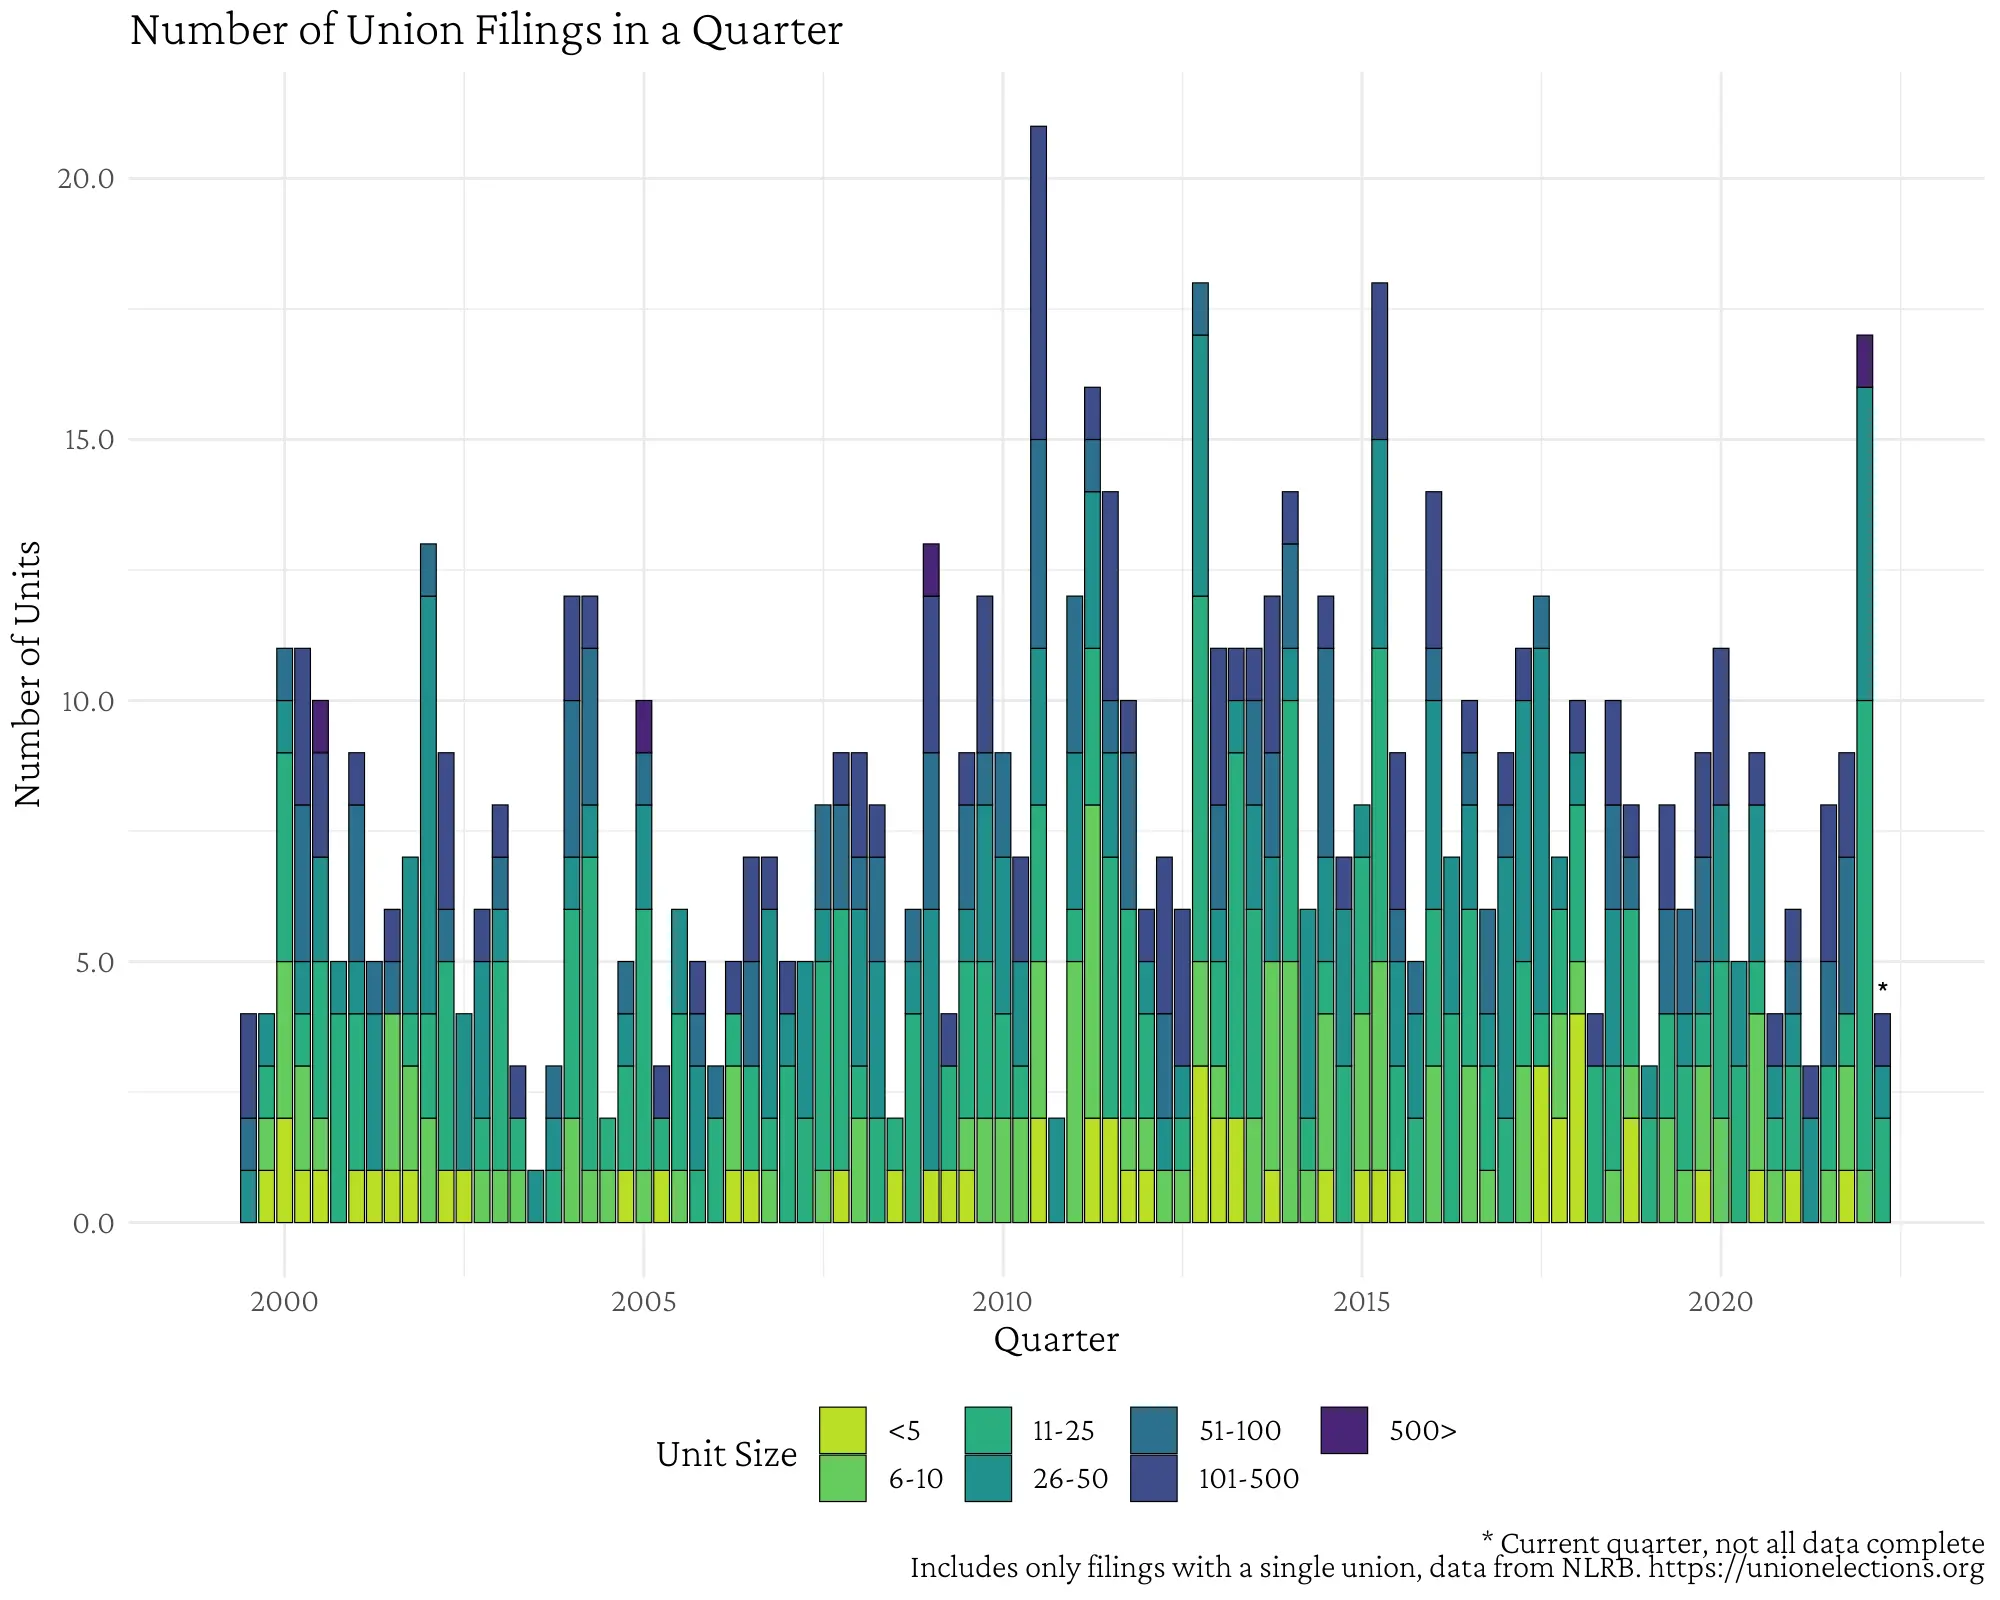 Number of Union Filings in a Quarter
Number of Units
20.0
15.0
10.0
5.0
0.0
*
2000 2005 2010 2015 2020
Quarter
Unit Size
<5 11-25 51-100 500>
6-10 26-50 101-500
* Current quarter, not all data complete
Includes only filings with a single union, data from NLRB. https://unionelections.org